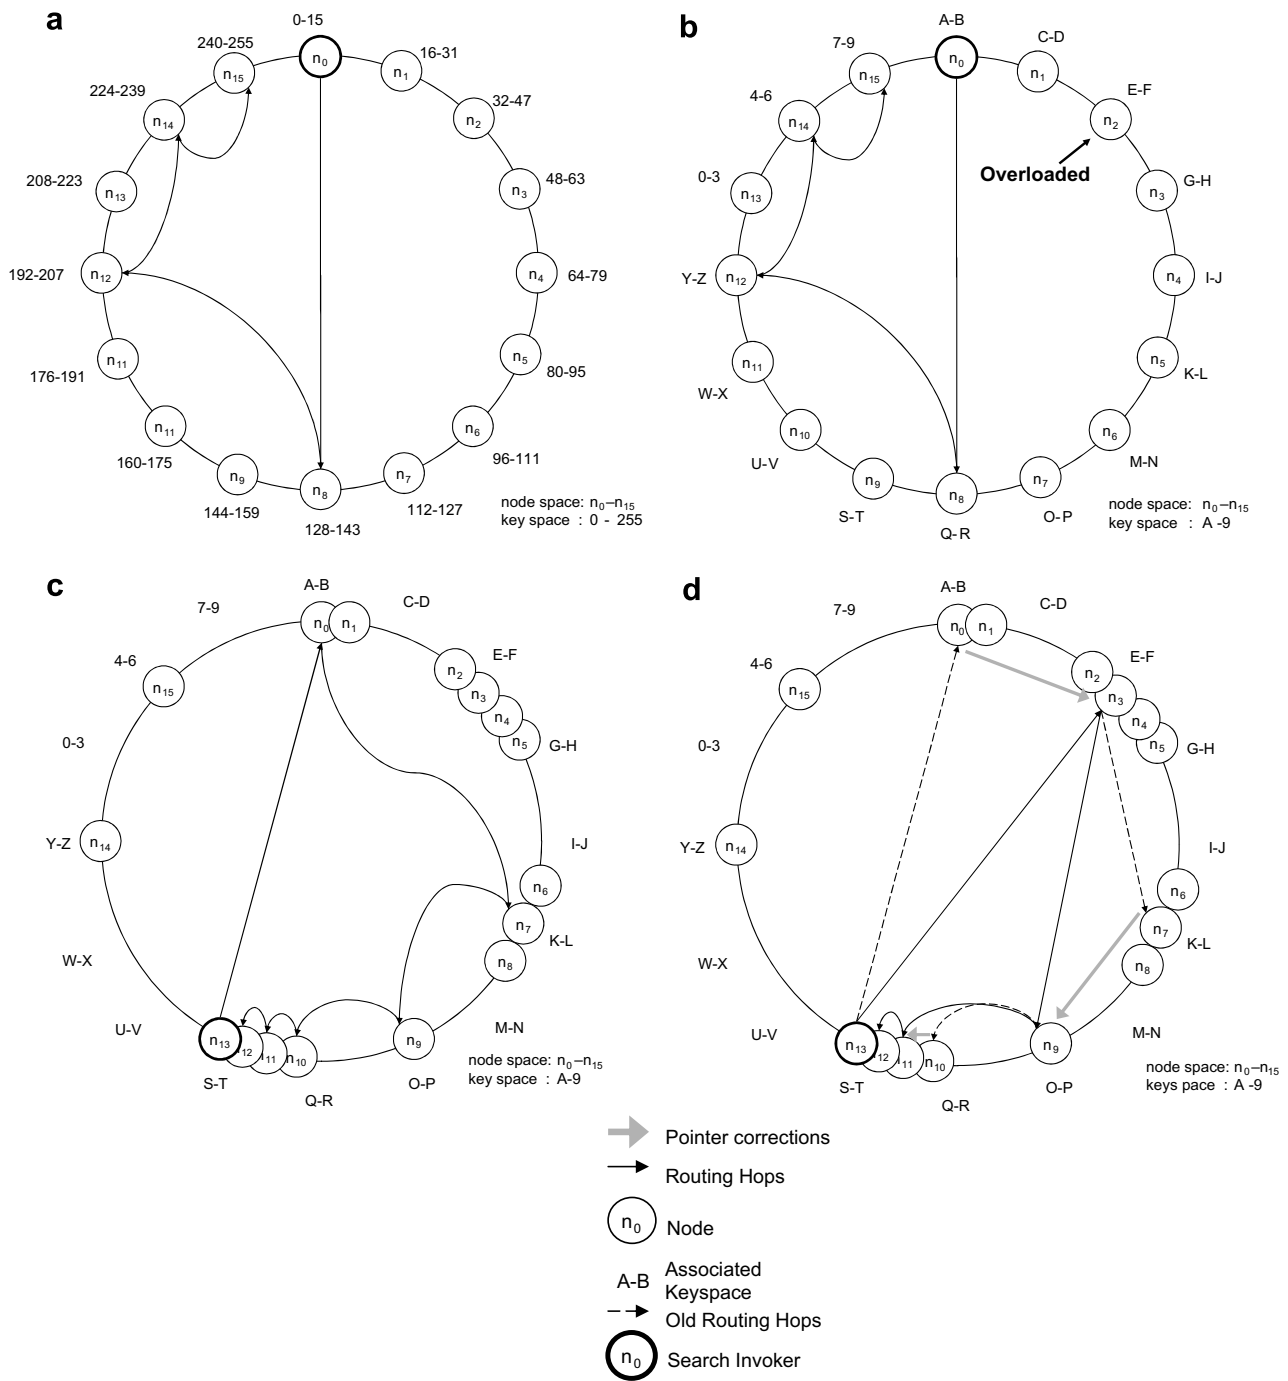 a
0-15
240-255
n0
16-31
n15
n1
224-239
32-47
n14
n2
208-223
n13
48-63
n3
192-207
n12
n4
64-79
176-191
n11
n5
80-95
n11
160-175
n6
96-111
n9
144-159
n8
128-143
n7
112-127
node space: n0–n15
key space : 0 - 255
b
A-B
7-9
n0
C-D
n15
n1
4-6
E-F
n14
n2
Overloaded
0-3
n13
G-H
n3
Y-Z
n12
n4
I-J
W-X
n11
n5
K-L
n10
U-V
n6
M-N
n9
S-T
n8
Q-R
n7
O-P
node space: n0–n15
key space : A -9
c
A-B
7-9
C-D
n0
n1
4-6
n15
E-F
n2
n3
n4
n5
G-H
0-3
Y-Z
n14
I-J
n6
n7
K-L
n8
W-X
U-V
M-N
n13
12
11
n10
n9
S-T
Q-R
O-P
node space: n0–n15
key space : A-9
d
A-B
7-9
C-D
n0
n1
4-6
n15
E-F
n2
n3
n4
n5
G-H
0-3
Y-Z
n14
I-J
n6
n7
K-L
n8
W-X
U-V
M-N
n13
12
11
n10
n9
S-T
Q-R
O-P
node space: n0–n15
keys pace : A -9
Pointer corrections
Routing Hops
n0 Node
A-B Associated
Keyspace
Old Routing Hops
n0 Search Invoker